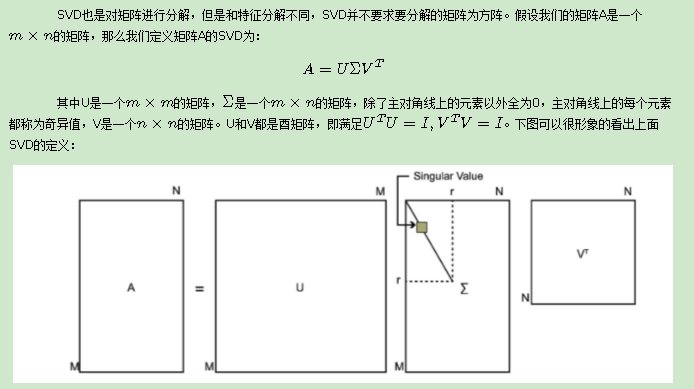 SVD也是对矩阵进行分解，但是和特征分解不同，SVD并不要求要分解的矩阵为方阵。假设我们的矩阵A是一个
m × n的矩阵，那么我们定义矩阵A的SVD为：
A = UΣV^T
其中U是一个m × m的矩阵，Σ是一个m × n的矩阵，除了主对角线上的元素以外全为0，主对角线上的每个元素
都称为奇异值，V是一个n × n的矩阵。U和V都是酉矩阵，即满足U^TU = I, V^TV = I。下图可以很形象的看出上面
SVD的定义：
Singular Value
N M r N N
A = U r Σ V^T
N
M M M